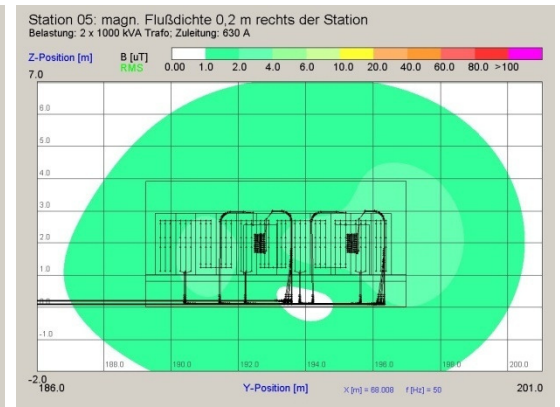 Station 05: magn. Flußdichte 0,2 m rechts der Station
Belastung: 2 x 1000 kVA Trafo; Zuleitung: 630 A
Z-Position [m] B [uT]
RMS
0.00 1.0 2.0 4.0 6.0 10.0 20.0 40.0 60.0 80.0 >100
7.0
6.0
5.0
4.0
3.0
2.0
1.0
0.0
-1.0
188.0 190.0 192.0 194.0 196.0 198.0 200.0
-2.0
186.0 Y-Position [m] X [m] = 68.008 f [Hz] = 50 201.0